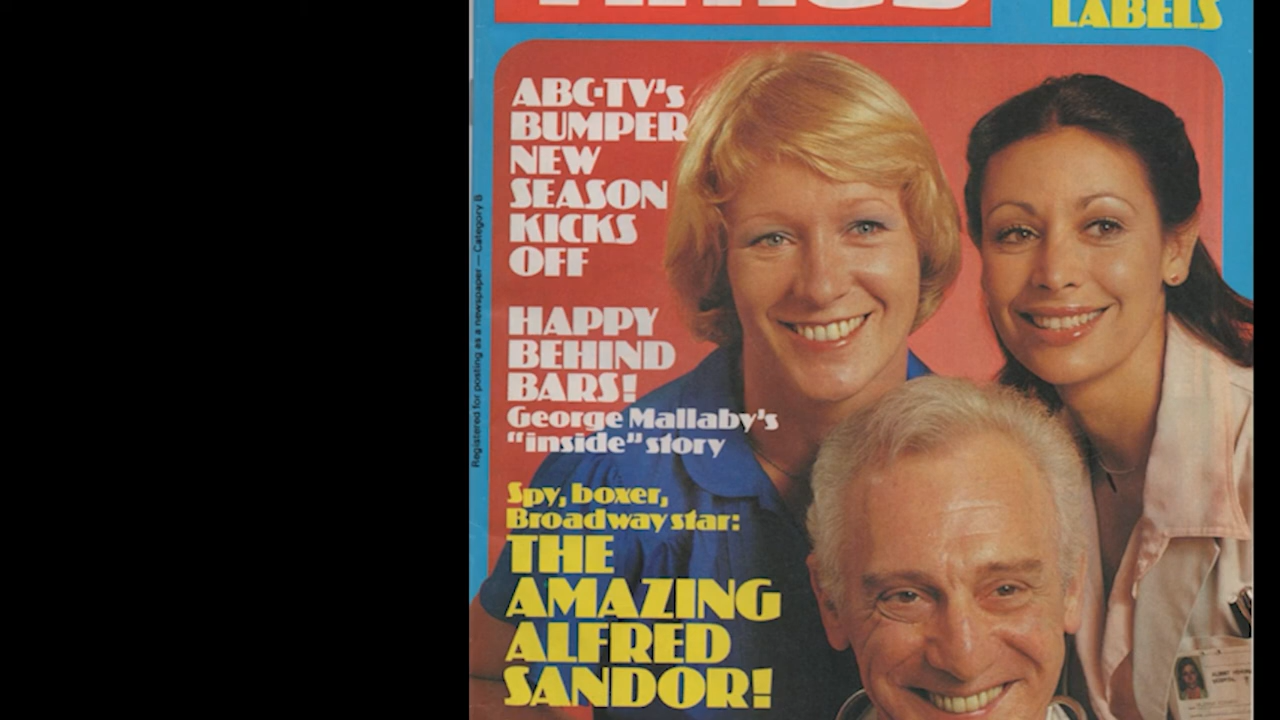 LABELS
ABC-TV's
BUMPER
NEW
SEASON
KICKS
OFF
HAPPY
BEHIND
BARS!
George Mallaby's
"inside" story
Spy, boxer,
Broadway star:
THE
AMAZING
ALFRED
SANDOR!
Registered for posting as a newspaper — Category B